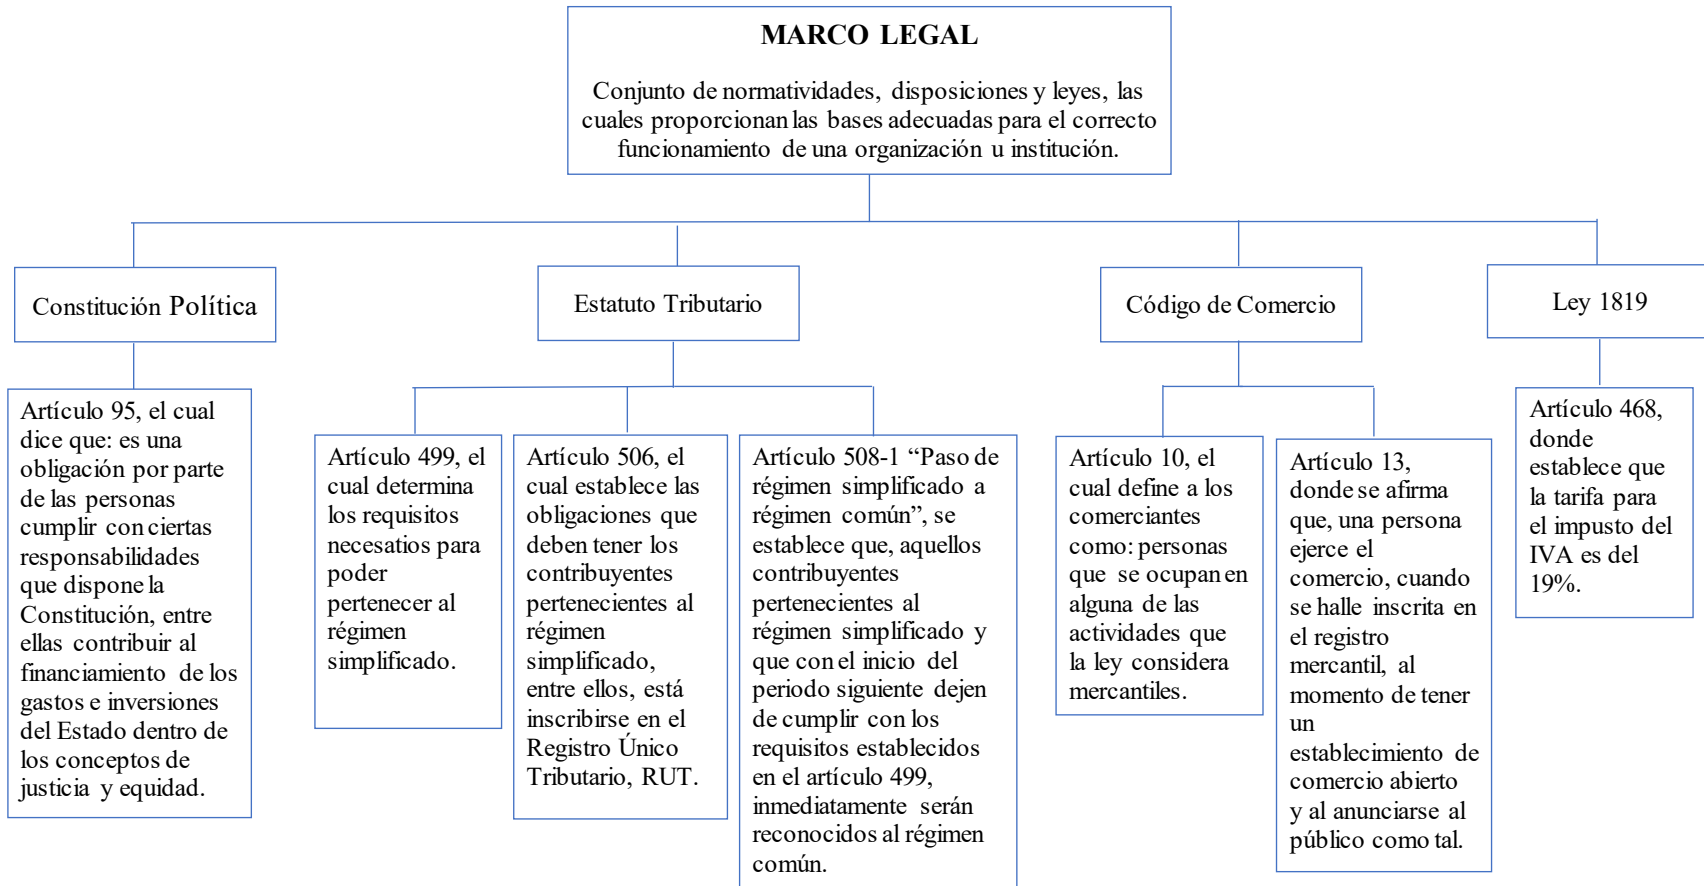 MARCO LEGAL
Conjunto de normatividades, disposiciones y leyes, las
cuales proporcionan las bases adecuadas para el correcto
funcionamiento de una organización u institución.
Constitución Política
Estatuto Tributario
Código de Comercio
Ley 1819
Artículo 95, el cual
dice que: es una
obligación por parte
de las personas
cumplir con ciertas
responsabilidades
que dispone la
Constitución, entre
ellas contribuir al
financiamiento de los
gastos e inversiones
del Estado dentro de
los conceptos de
justicia y equidad.
Artículo 499, el
cual determina
los requisitos
necesatios para
poder
pertenecer al
régimen
simplificado.
Artículo 506, el
cual establece las
obligaciones que
deben tener los
contribuyentes
pertenecientes al
régimen
simplificado,
entre ellos, está
inscribirse en el
Registro Único
Tributario, RUT.
Artículo 508-1 “Paso de
régimen simplificado a
régimen común”, se
establece que, aquellos
contribuyentes
pertenecientes al
régimen simplificado y
que con el inicio del
periodo siguiente dejen
de cumplir con los
requisitos establecidos
en el artículo 499,
inmediatamente serán
reconocidos al régimen
común.
Artículo 10, el
cual define a los
comerciantes
como: personas
que se ocupan en
alguna de las
actividades que
la ley considera
mercantiles.
Artículo 13,
donde se afirma
que, una persona
ejerce el
comercio, cuando
se halle inscrita en
el registro
mercantil, al
momento de tener
un
establecimiento de
comercio abierto
y al anunciarse al
público como tal.
Artículo 468,
donde
establece que
la tarifa para
el impusto del
IVA es del
19%.